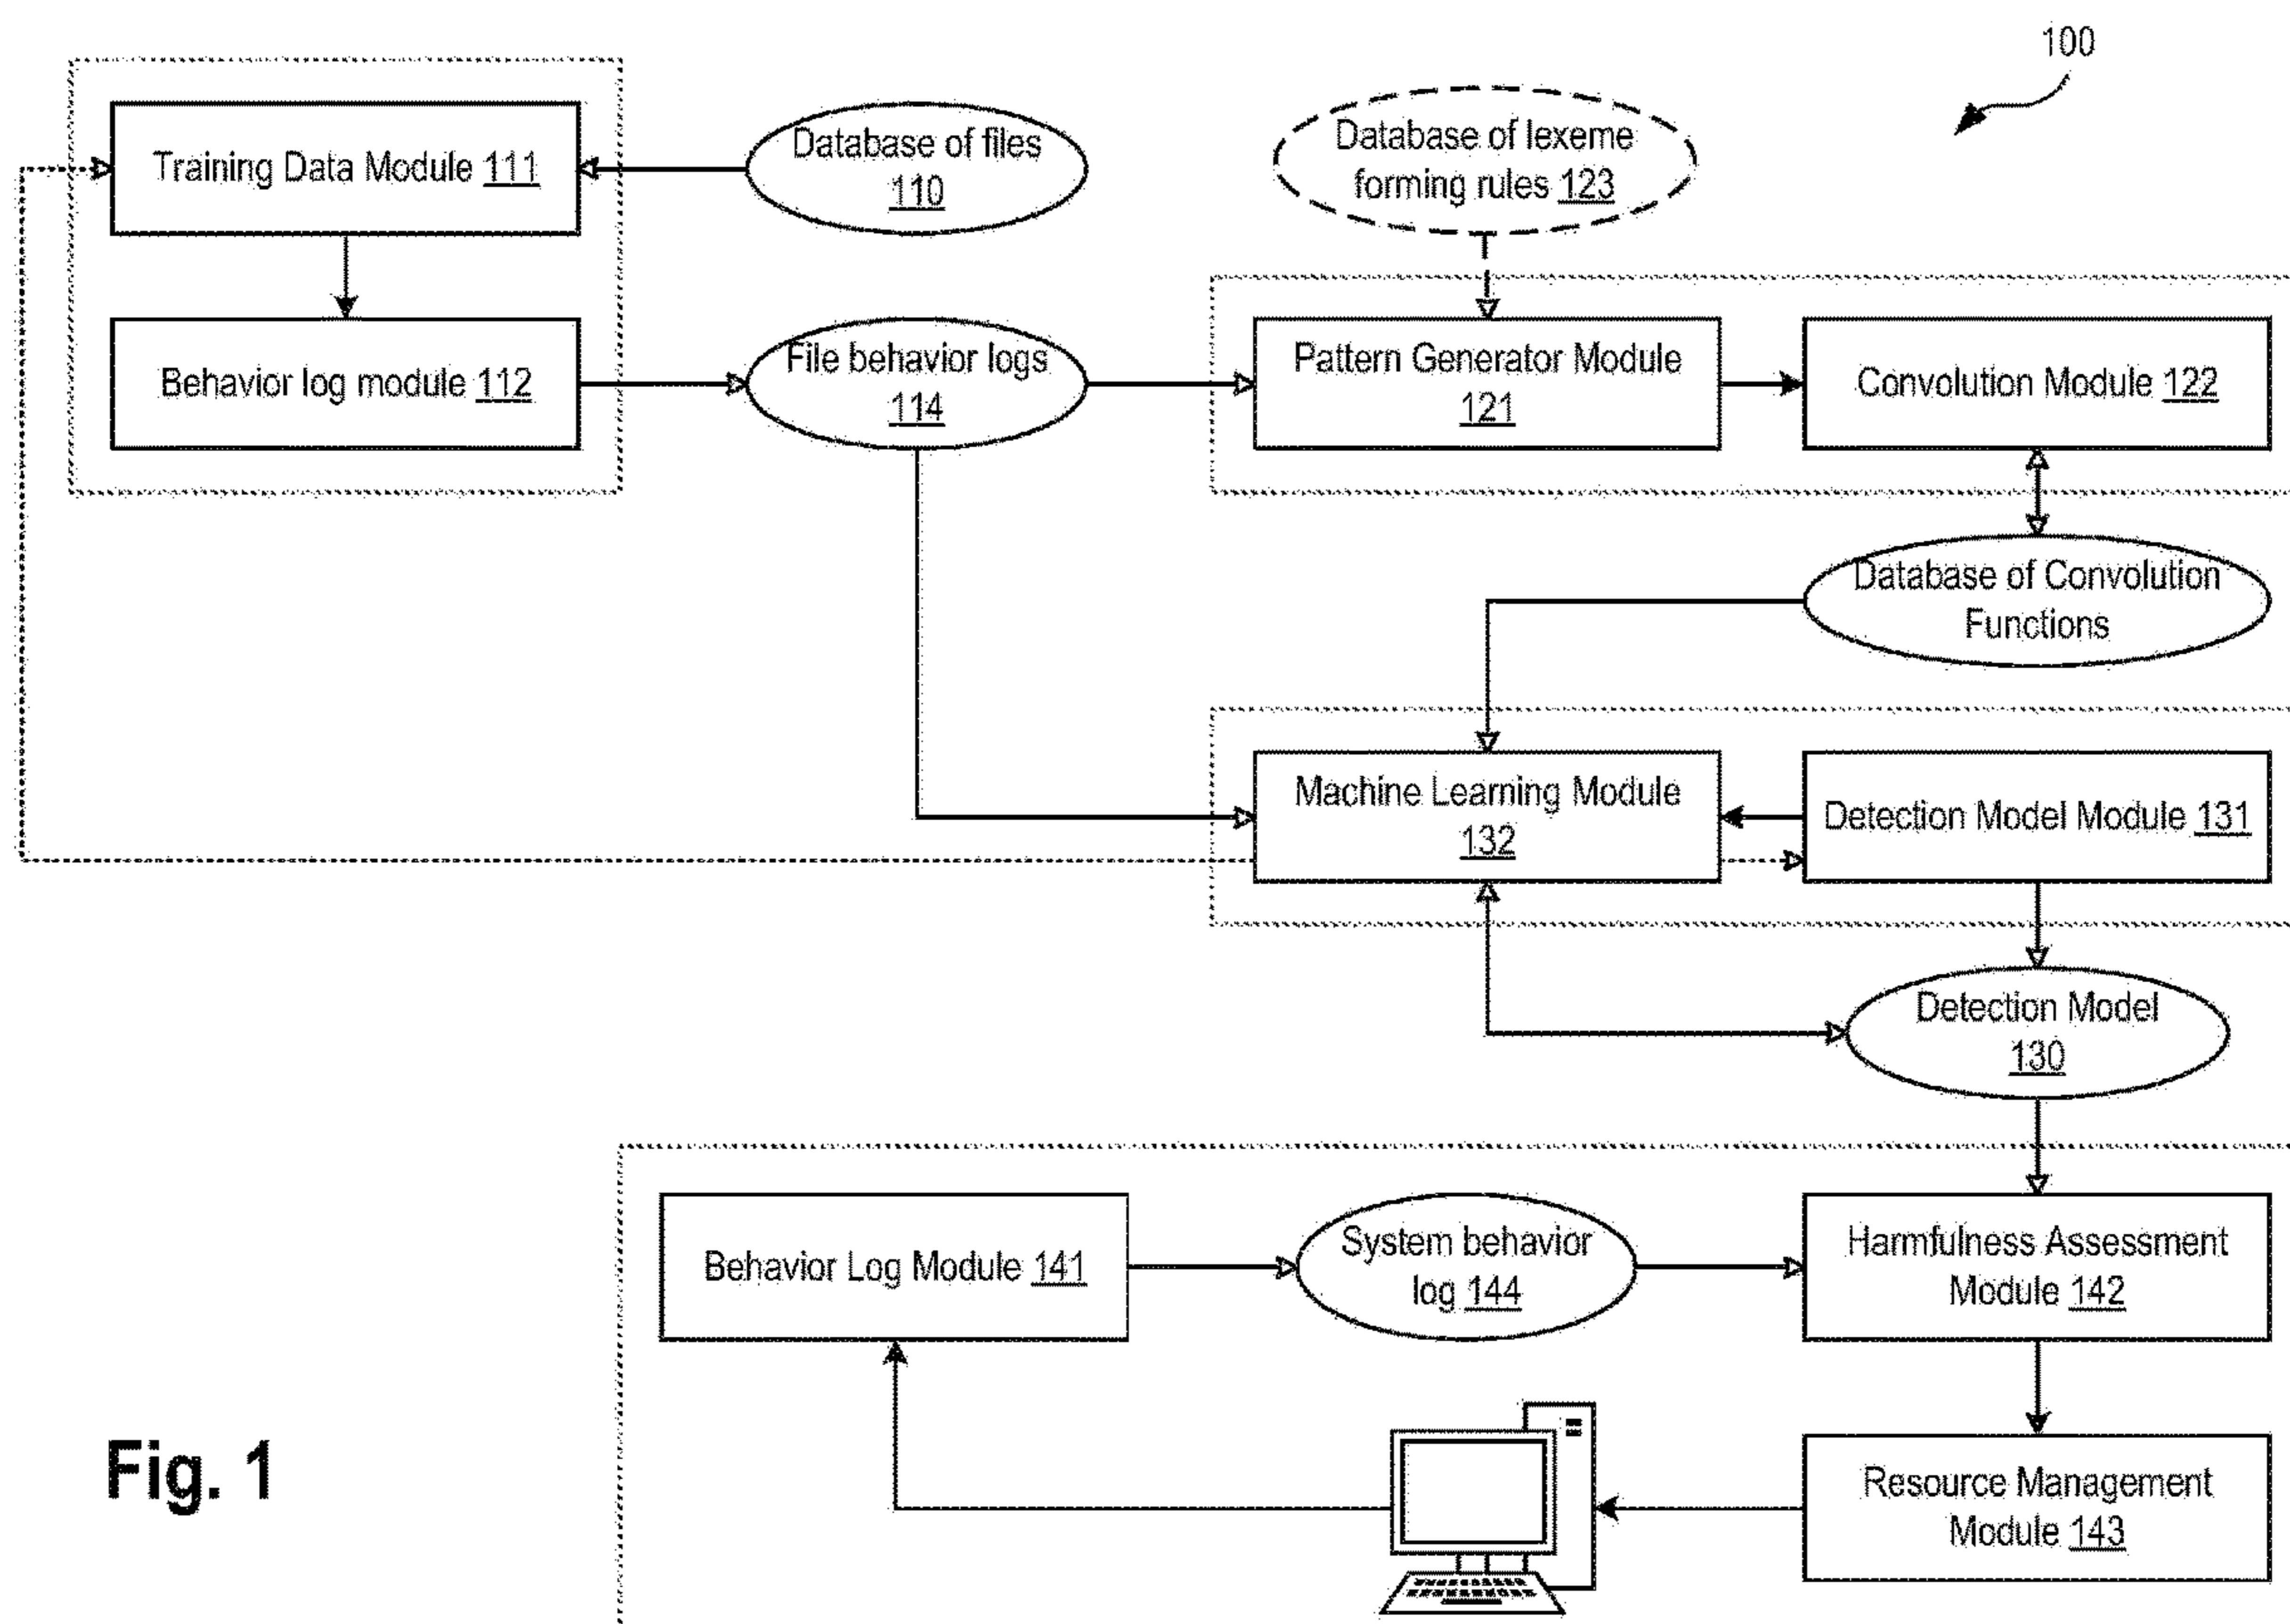 100
Training Data Module 111
Database of files
110
Database of lexeme
forming rules 123
Behavior log module 112
File behavior logs
114
Pattern Generator Module
121
Convolution Module 122
Database of Convolution
Functions
Machine Learning Module
132
Detection Model Module 131
Detection Model
130
Behavior Log Module 141
System behavior
log 144
Harmfulness Assessment
Module 142
Resource Management
Module 143
Fig. 1